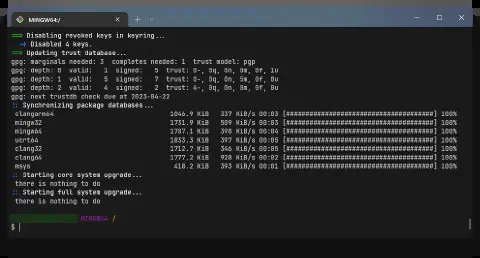 MINGW64:/
==> Disabling revoked keys in keyring...
-> Disabled 4 keys.
==> Updating trust database...
gpg: marginals needed: 3 completes needed: 1 trust model: pgp
gpg: depth: 0 valid: 1 signed: 5 trust: 0-, 0q, 0n, 0m, 0f, 1u
gpg: depth: 1 valid: 5 signed: 7 trust: 0-, 0q, 0n, 5m, 0f, 0u
gpg: depth: 2 valid: 4 signed: 2 trust: 4-, 0q, 0n, 0m, 0f, 0u
gpg: next trustdb check due at 2023-04-22
:: Synchronizing package databases...
clangarm64 1046.9 KiB 337 KiB/s 00:03 [########################################] 100%
mingw32 1731.9 KiB 509 KiB/s 00:03 [########################################] 100%
mingw64 1787.1 KiB 398 KiB/s 00:04 [########################################] 100%
ucrt64 1833.3 KiB 397 KiB/s 00:05 [########################################] 100%
clang32 1712.7 KiB 346 KiB/s 00:05 [########################################] 100%
clang64 1777.2 KiB 928 KiB/s 00:02 [########################################] 100%
msys 418.2 KiB 393 KiB/s 00:01 [########################################] 100%
:: Starting core system upgrade...
there is nothing to do
:: Starting full system upgrade...
there is nothing to do
MINGW64 /
$